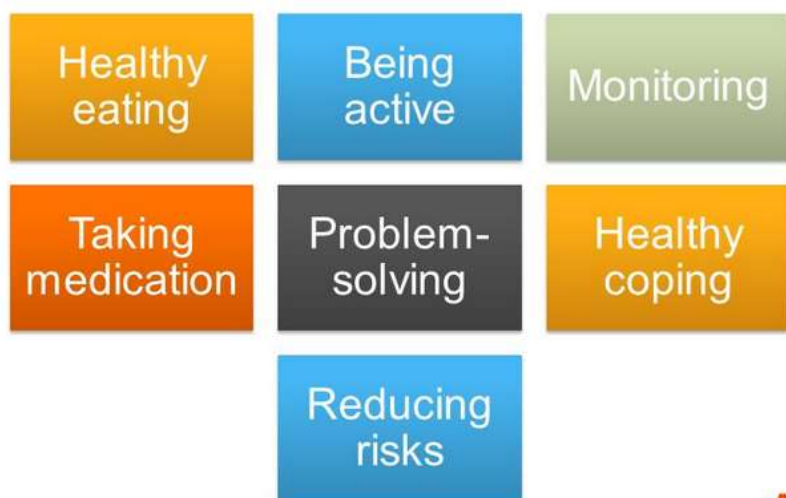 Healthy
eating
Being
active
Monitoring
Taking
medication
Problem-
solving
Healthy
coping
Reducing
risks